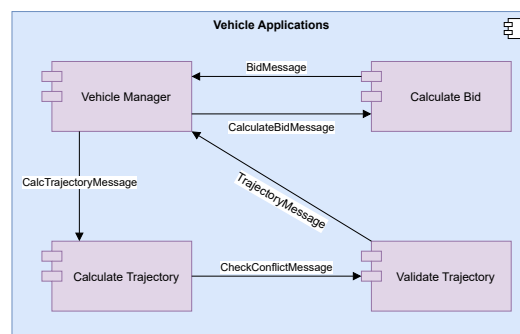 Vehicle Applications
BidMessage
Vehicle Manager
Calculate Bid
CalculateBidMessage
CalcTrajectoryMessage
TrajectoryMessage
CheckConflictMessage
Calculate Trajectory
Validate Trajectory